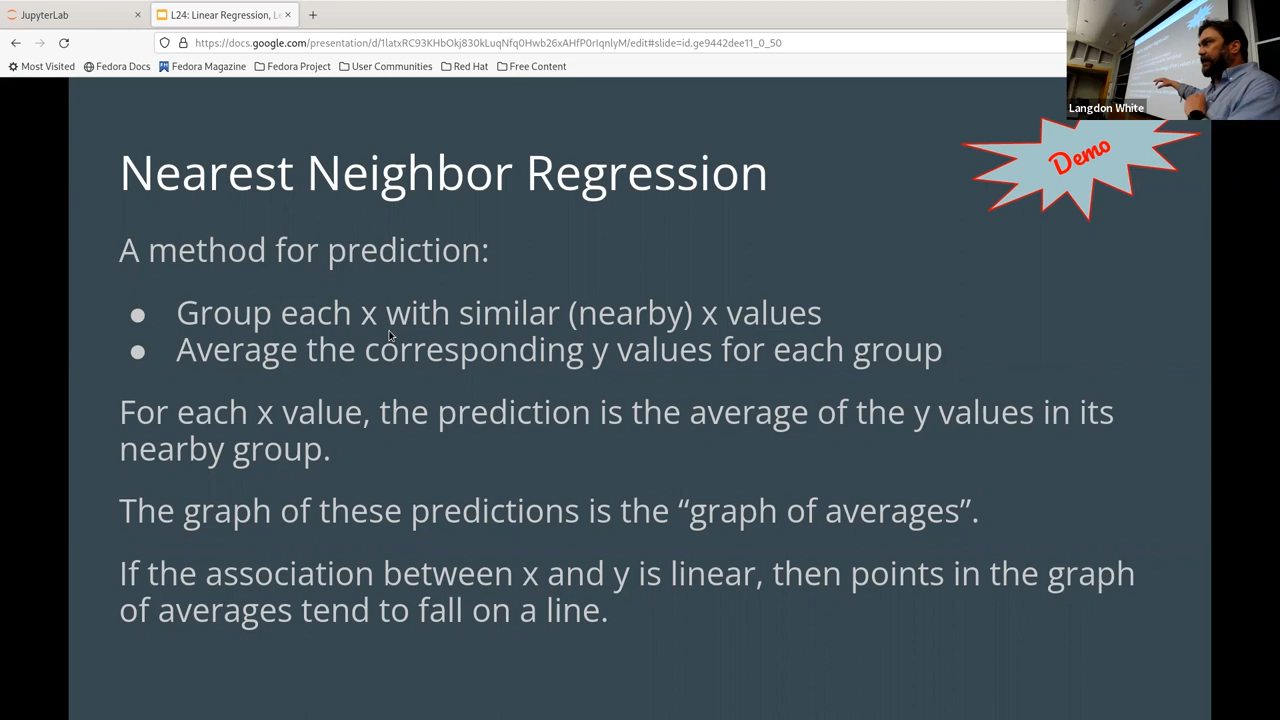 JupyterLab
L24: Linear Regression, Le
https://docs.google.com/presentation/d/1latxRC93KHbOkj830kLuqNfq0Hwb26xAHfP0rIqnlyM/edit#slide=id.ge9442dee11_0_50
Most Visited Fedora Docs Fedora Magazine Fedora Project User Communities Red Hat Free Content
Langdon White
Demo
Nearest Neighbor Regression
A method for prediction:
● Group each x with similar (nearby) x values
● Average the corresponding y values for each group
For each x value, the prediction is the average of the y values in its
nearby group.
The graph of these predictions is the “graph of averages”.
If the association between x and y is linear, then points in the graph
of averages tend to fall on a line.